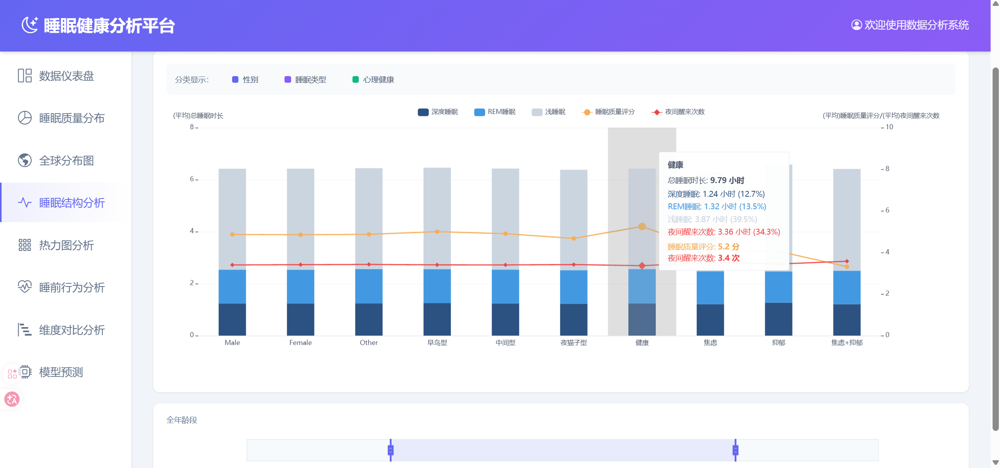 睡眠健康分析平台
欢迎使用数据分析系统
数据仪表盘
睡眠质量分布
全球分布图
睡眠结构分析
热力图分析
睡前行为分析
维度对比分析
模型预测
分类显示: 性别 睡眠类型 心理健康
深度睡眠 REM睡眠 浅睡眠 睡眠质量评分 夜间醒来次数
(平均)总睡眠时长
(平均)睡眠质量评分/(平均)夜间醒来次数
8
6
4
2
0
10
8
6
4
2
0
健康
总睡眠时长: 9.79 小时
深度睡眠: 1.24 小时 (12.7%)
REM睡眠: 1.32 小时 (13.5%)
浅睡眠: 3.87 小时 (39.5%)
夜间醒来次数: 3.36 小时 (34.3%)
睡眠质量评分: 5.2 分
夜间醒来次数: 3.4 次
Male Female Other 早鸟型 中间型 夜猫子型 健康 焦虑 抑郁 焦虑+抑郁
全年龄段